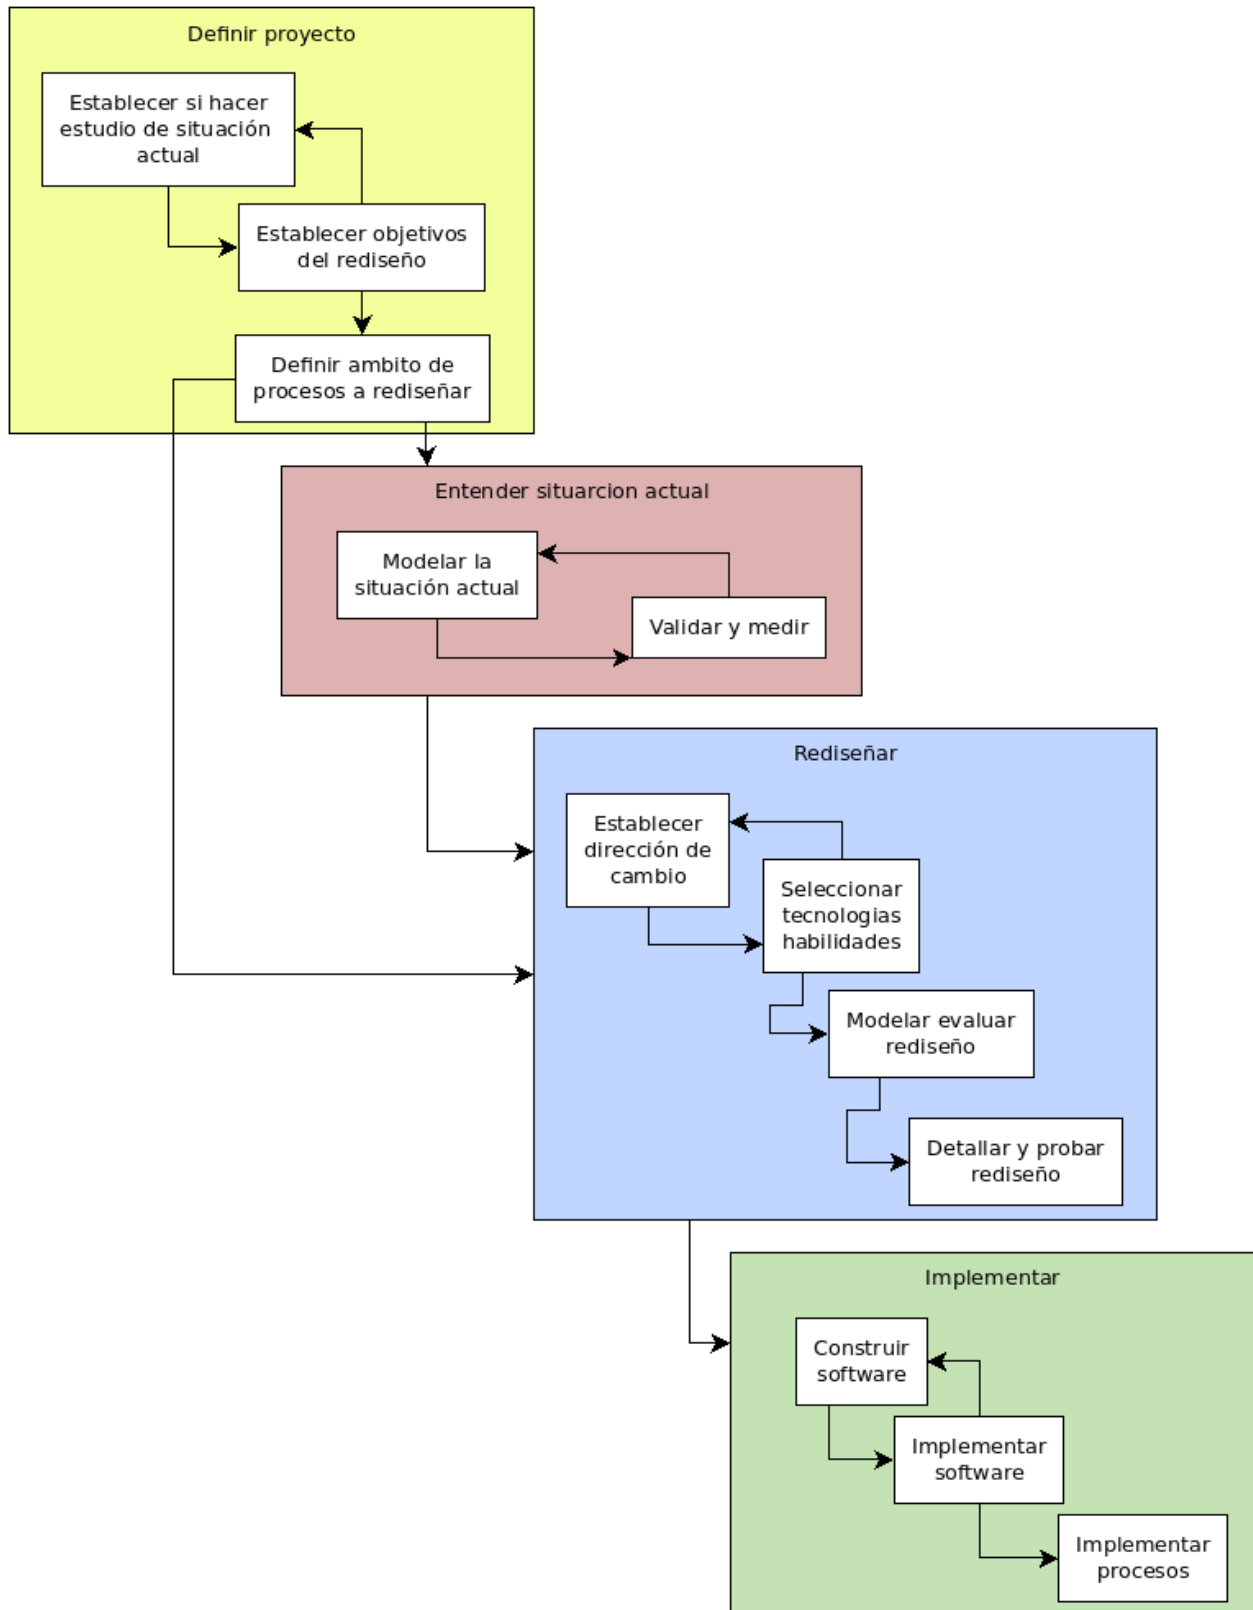 Definir proyecto
Establecer si hacer
estudio de situación
actual
Establecer objetivos
del rediseño
Definir ambito de
procesos a rediseñar
Entender situarcion actual
Modelar la
situación actual
Validar y medir
Rediseñar
Establecer
dirección de
cambio
Seleccionar
tecnologias
habilidades
Modelar evaluar
rediseño
Detallar y probar
rediseño
Implementar
Construir
software
Implementar
software
Implementar
procesos